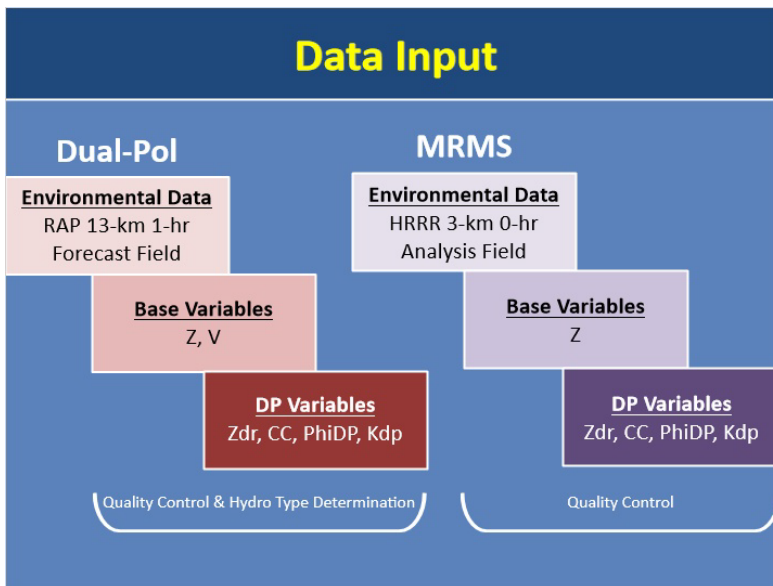 Data Input
Dual-Pol
Environmental Data
RAP 13-km 1-hr
Forecast Field
Base Variables
Z, V
DP Variables
Zdr, CC, PhiDP, Kdp
Quality Control & Hydro Type Determination
MRMS
Environmental Data
HRRR 3-km 0-hr
Analysis Field
Base Variables
Z
DP Variables
Zdr, CC, PhiDP, Kdp
Quality Control